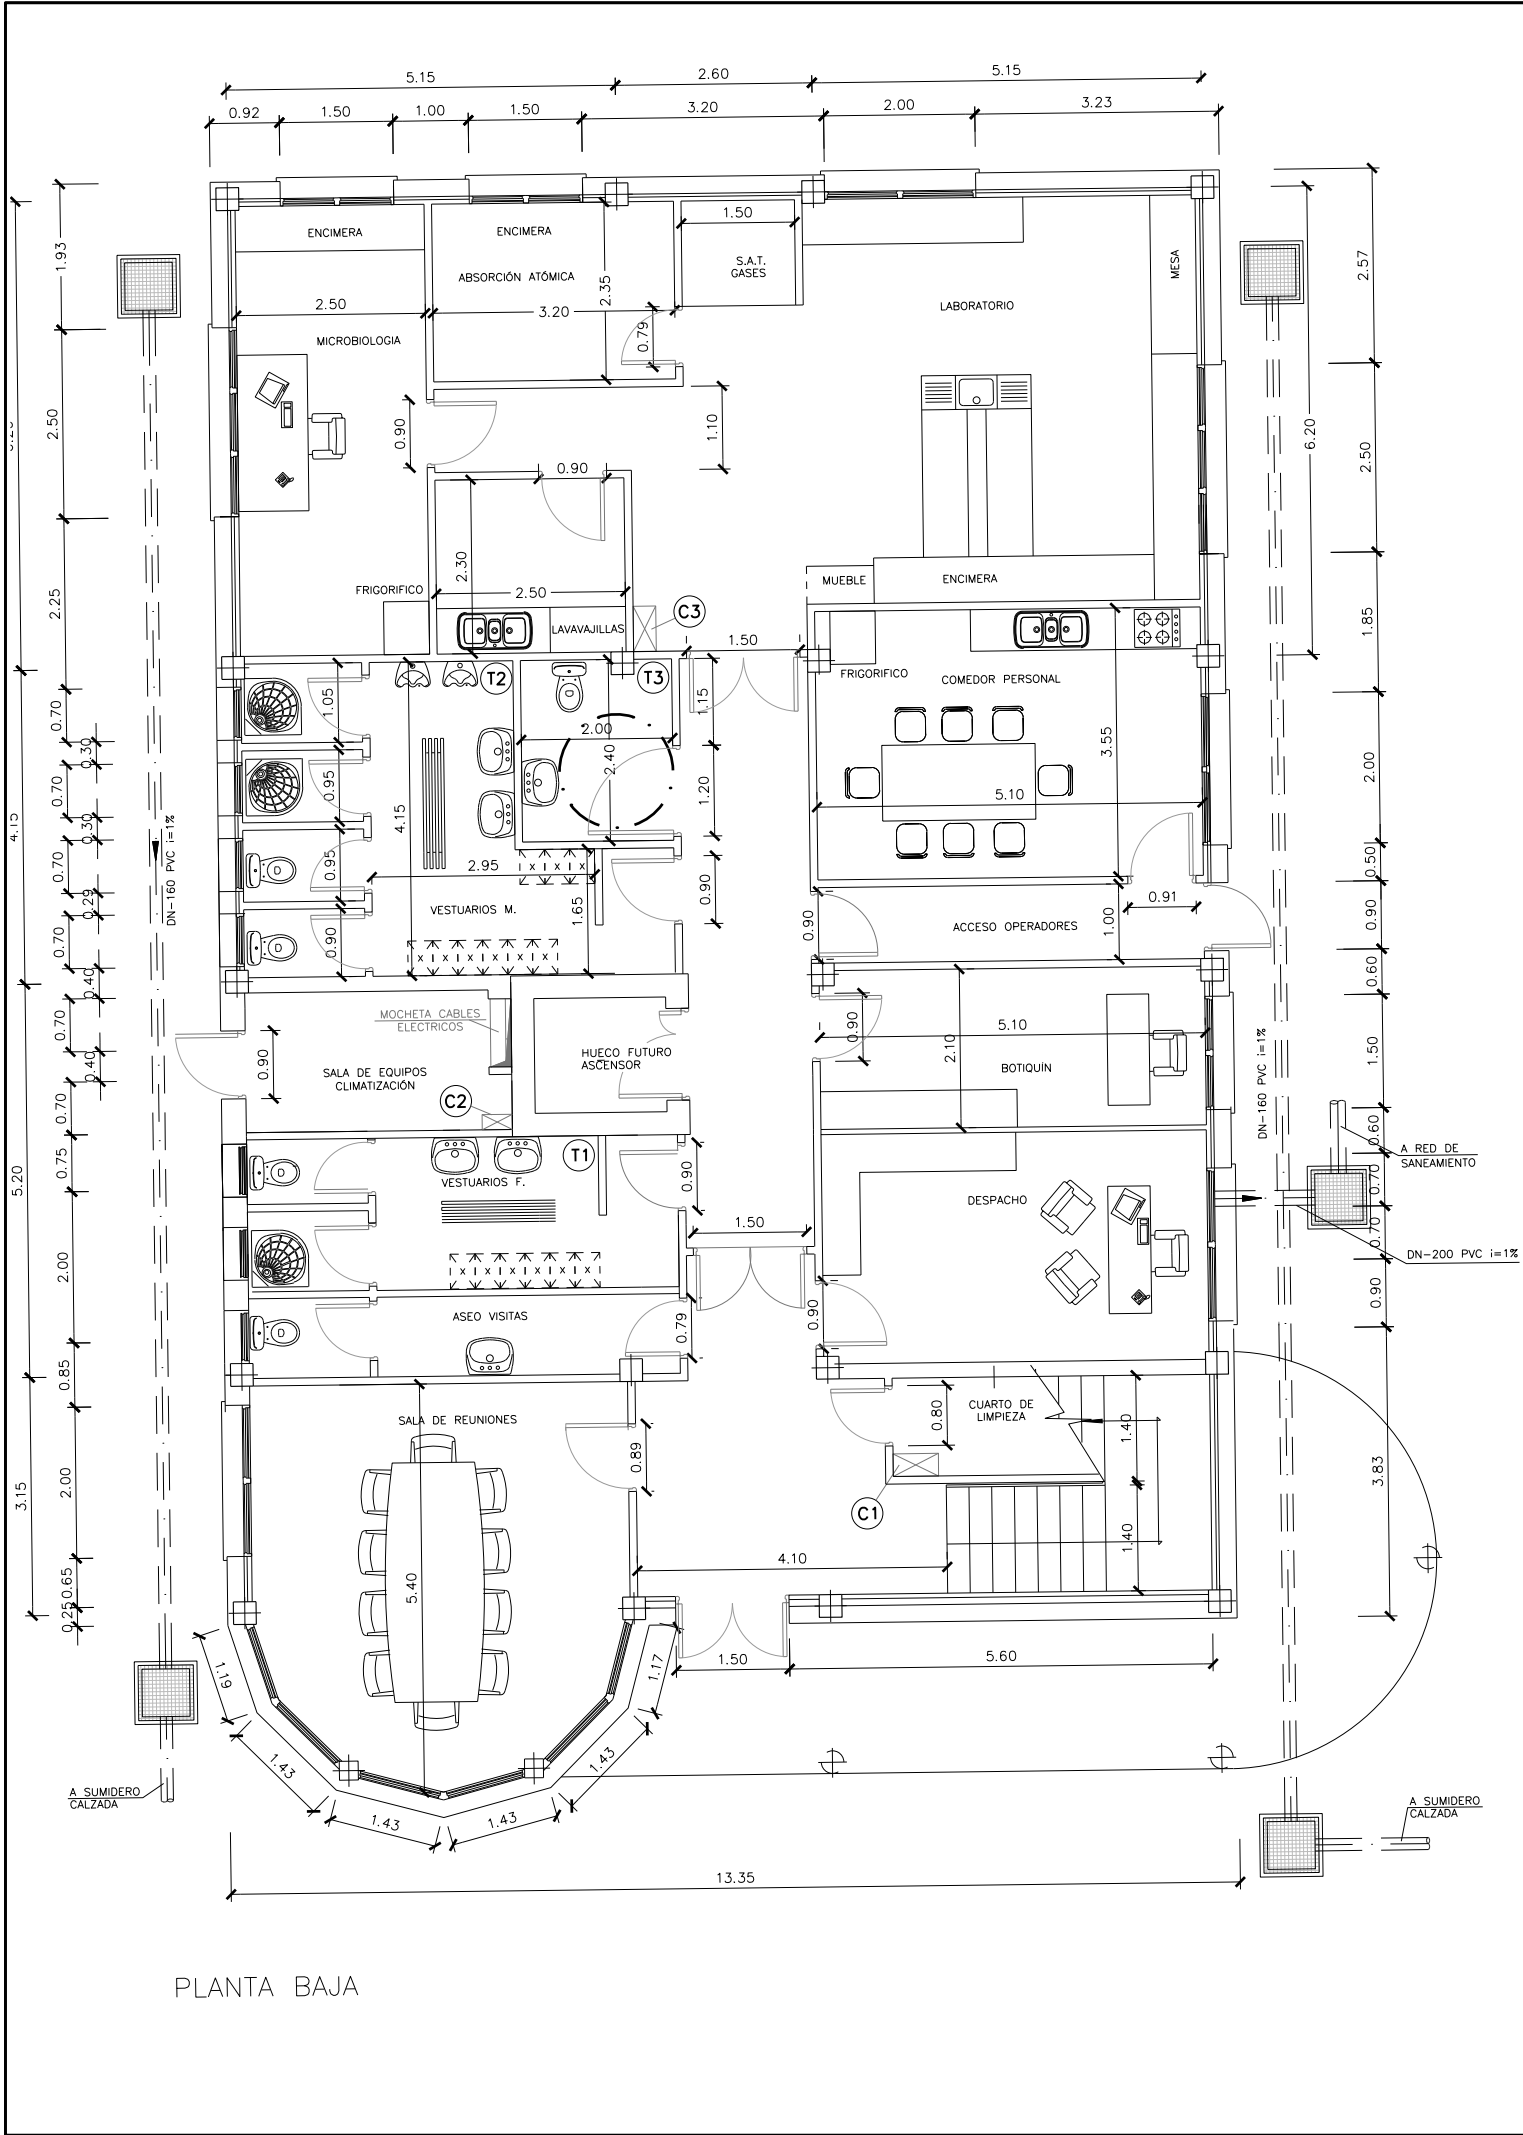 5.15 2.60 5.15
0.92 1.50 1.00 1.50 3.20 2.00 3.23
ENCIMERA
ENCIMERA
1.50
MESA
ABSORCIÓN ATÓMICA
S.A.T.
GASES
2.35
2.50
3.20
0.79
LABORATORIO
MICROBIOLOGIA
1.93
2.57
2.50
0.90
1.10
6.20
2.50
0.90
2.30
2.50
2.25
FRIGORIFICO
MUEBLE
ENCIMERA
LAVAVAJILLAS
C3
1.50
1.85
T2
T3
FRIGORIFICO
COMEDOR PERSONAL
0.70
1.05
1.15
2.00
2.40
3.55
0.30
0.70
0.95
4.15
1.20
5.10
2.00
0.30
4.15
DN-160 PVC i=1%
0.70
0.95
2.95
0.50
0.29
VESTUARIOS M.
1.65
0.90
0.90
ACCESO OPERADORES
1.00
0.91
0.90
0.70
0.90
0.40
0.60
0.70
MOCHETA CABLES
ELECTRICOS
0.90
5.10
2.10
1.50
0.40
0.90
HUECO FUTURO
ASCENSOR
SALA DE EQUIPOS
CLIMATIZACIÓN
BOTIQUÍN
DN-160 PVC i=1%
C2
0.70
0.60
A RED DE
SANEAMIENTO
T1
0.75
VESTUARIOS F.
0.90
DESPACHO
0.70
5.20
1.50
0.70
DN-200 PVC i=1%
2.00
0.90
ASEO VISITAS
0.79
0.90
0.85
SALA DE REUNIONES
CUARTO DE
LIMPIEZA
0.80
1.40
0.89
3.83
2.00
3.15
C1
1.40
4.10
5.40
0.65
0.25
1.50
5.60
1.19
1.17
1.43
1.43
1.43
1.43
A SUMIDERO
CALZADA
A SUMIDERO
CALZADA
13.35
PLANTA BAJA